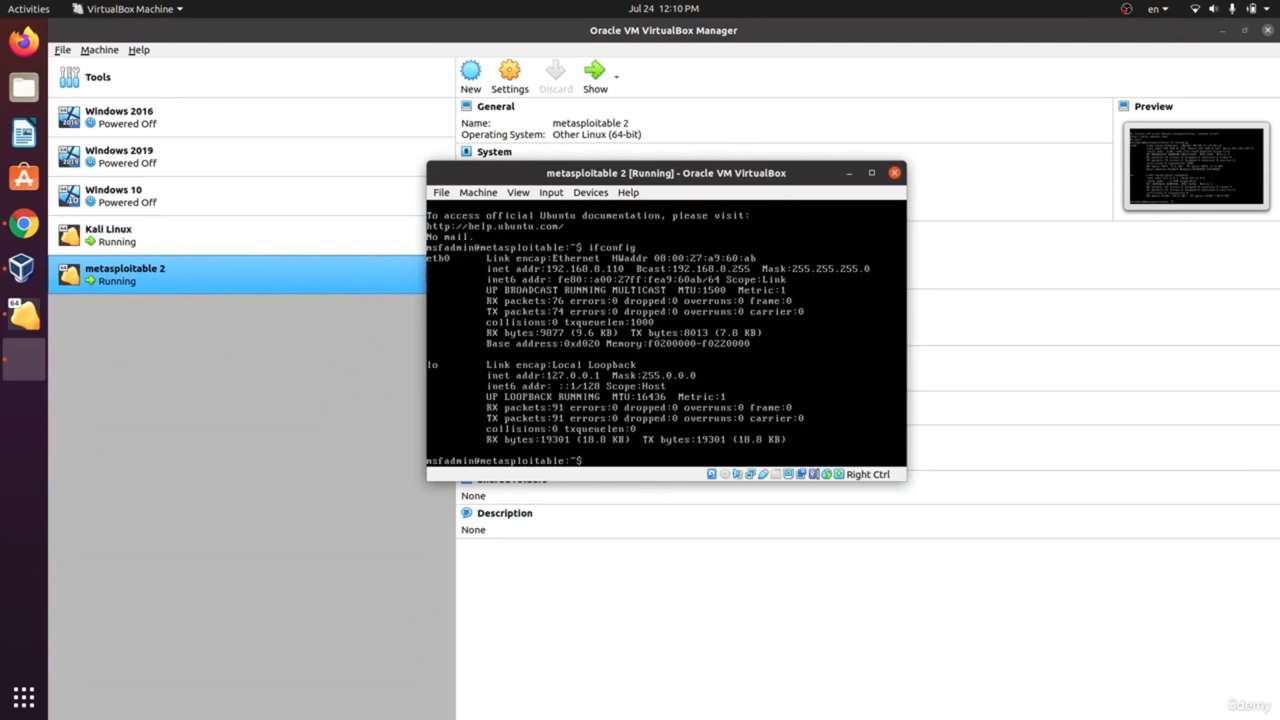 Activities
VirtualBox Machine
Jul 24 12:10 PM
en
Oracle VM VirtualBox Manager
File Machine Help
Tools
New
Settings
Discard
Show
Windows 2016
Powered Off
Windows 2019
Powered Off
Windows 10
Powered Off
Kali Linux
Running
metasploitable 2
Running
General
Name: metasploitable 2
Operating System: Other Linux (64-bit)
System
Preview
metasploitable 2 [Running] - Oracle VM VirtualBox
File Machine View Input Devices Help
To access official Ubuntu documentation, please visit:
http://help.ubuntu.com/
No mail.
msfadmin@metasploitable:~$ ifconfig
eth0 Link encap:Ethernet HWaddr 08:00:27:a9:60:ab
inet addr:192.168.8.110 Bcast:192.168.8.255 Mask:255.255.255.0
inet6 addr: fe80::a00:27ff:fea9:60ab/64 Scope:Link
UP BROADCAST RUNNING MULTICAST MTU:1500 Metric:1
RX packets:76 errors:0 dropped:0 overruns:0 frame:0
TX packets:74 errors:0 dropped:0 overruns:0 carrier:0
collisions:0 txqueuelen:1000
RX bytes:9877 (9.6 KB) TX bytes:8013 (7.8 KB)
Base address:0xd020 Memory:f0200000-f0220000
lo Link encap:Local Loopback
inet addr:127.0.0.1 Mask:255.0.0.0
inet6 addr: ::1/128 Scope:Host
UP LOOPBACK RUNNING MTU:16436 Metric:1
RX packets:91 errors:0 dropped:0 overruns:0 frame:0
TX packets:91 errors:0 dropped:0 overruns:0 carrier:0
collisions:0 txqueuelen:0
RX bytes:19301 (18.8 KB) TX bytes:19301 (18.8 KB)
msfadmin@metasploitable:~$
Right Ctrl
Shared folders
None
Description
None
ûdemy